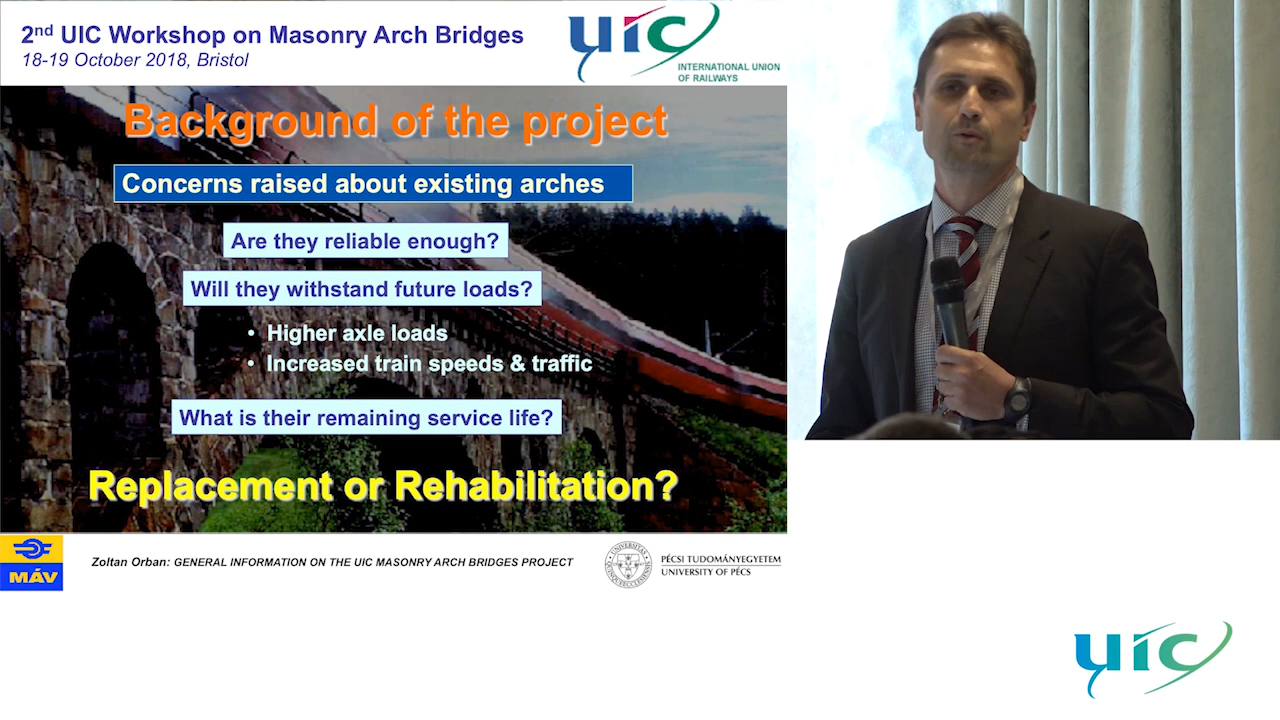 2nd UIC Workshop on Masonry Arch Bridges
18-19 October 2018, Bristol
uic
INTERNATIONAL UNION
OF RAILWAYS
Background of the project
Concerns raised about existing arches
Are they reliable enough?
Will they withstand future loads?
• Higher axle loads
• Increased train speeds & traffic
What is their remaining service life?
Replacement or Rehabilitation?
MÁV
Zoltan Orban: GENERAL INFORMATION ON THE UIC MASONRY ARCH BRIDGES PROJECT
PÉCSI TUDOMÁNYEGYETEM
UNIVERSITY OF PÉCS
uic